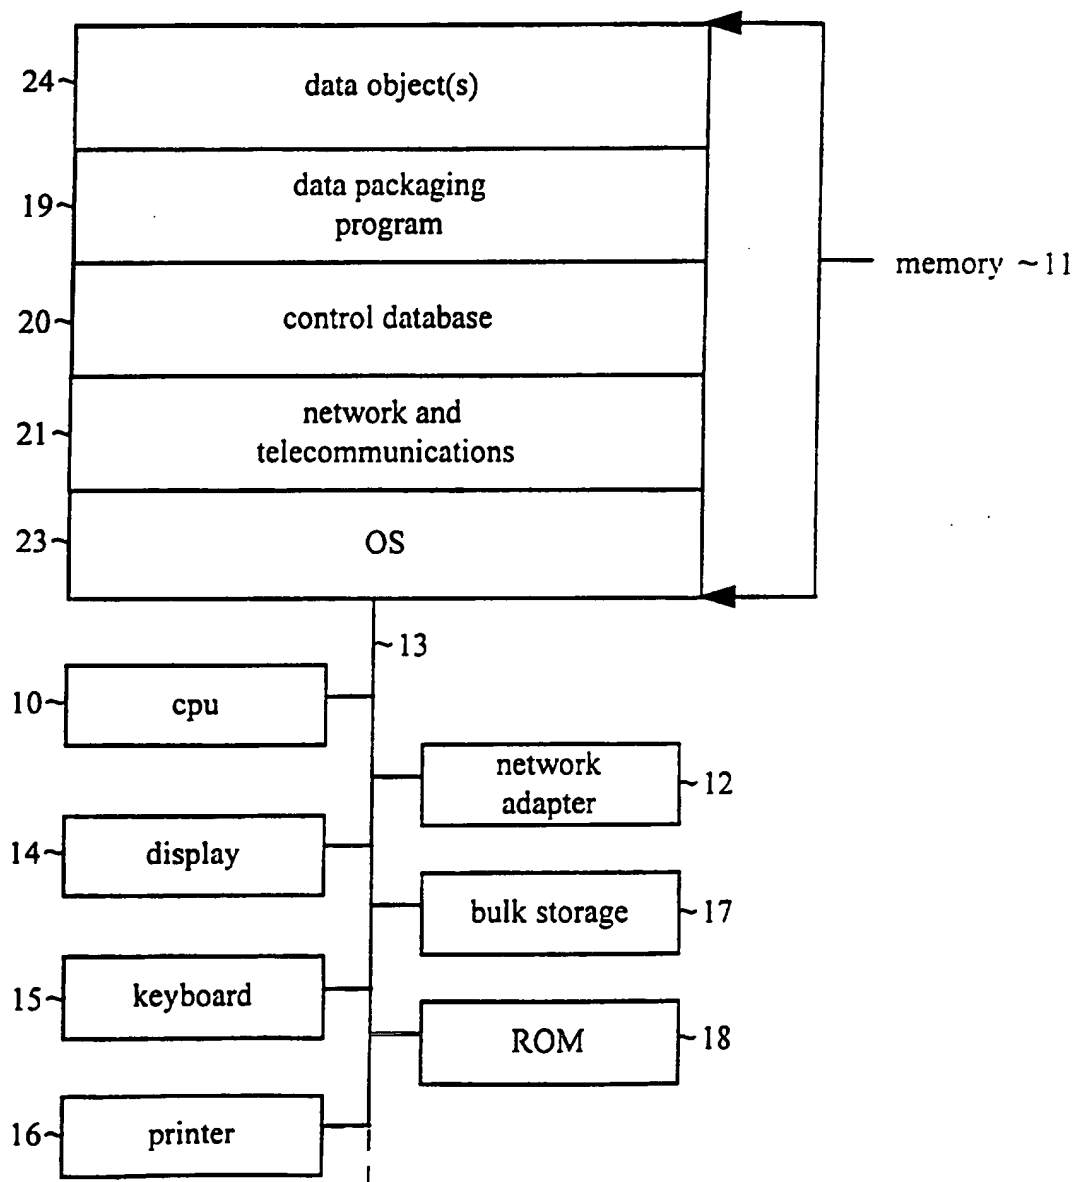 24~ data object(s)
19~ data packaging
program
memory ~11
20~ control database
21~ network and
telecommunications
23~ OS
~13
10~ cpu
network
adapter ~12
14~ display
bulk storage ~17
15~ keyboard
ROM ~18
16~ printer